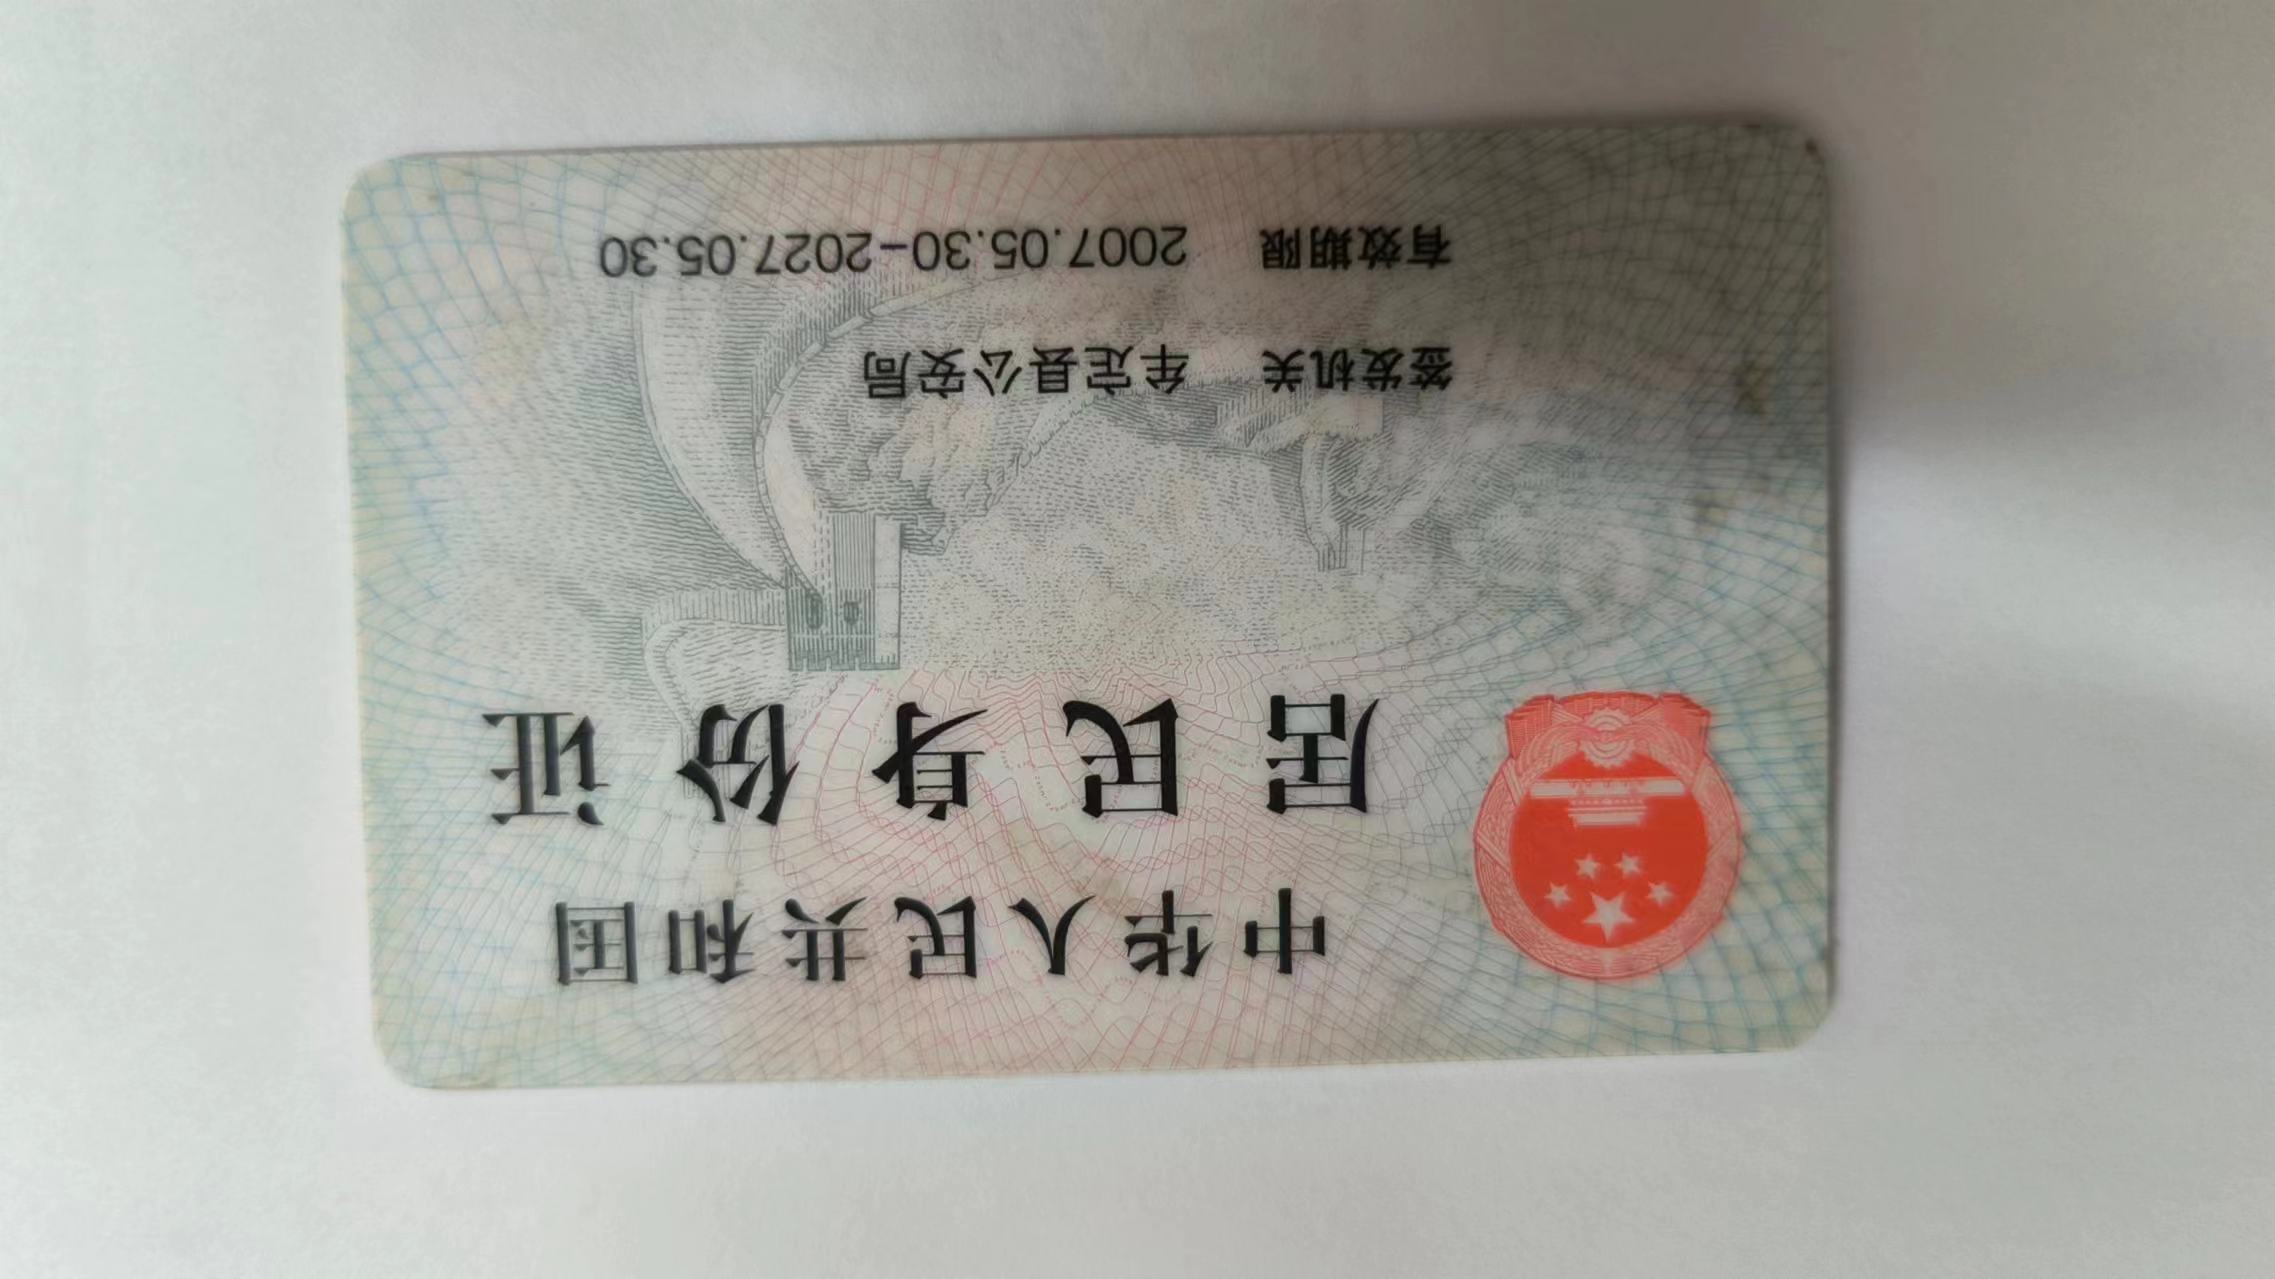 中华人民共和国
居民身份证
签发机关 牟定县公安局
有效期限 2007.05.30-2027.05.30